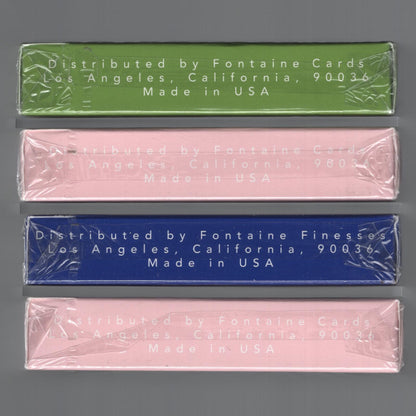 Distributed by Fontaine Cards
Los Angeles, California, 90036
Made in USA
Distributed by Fontaine Cards
Los Angeles, California, 90036
Made in USA
Distributed by Fontaine Finesses
Los Angeles, California, 90036
Made in USA
Distributed by Fontaine Cards
Los Angeles, California, 90036
Made in USA